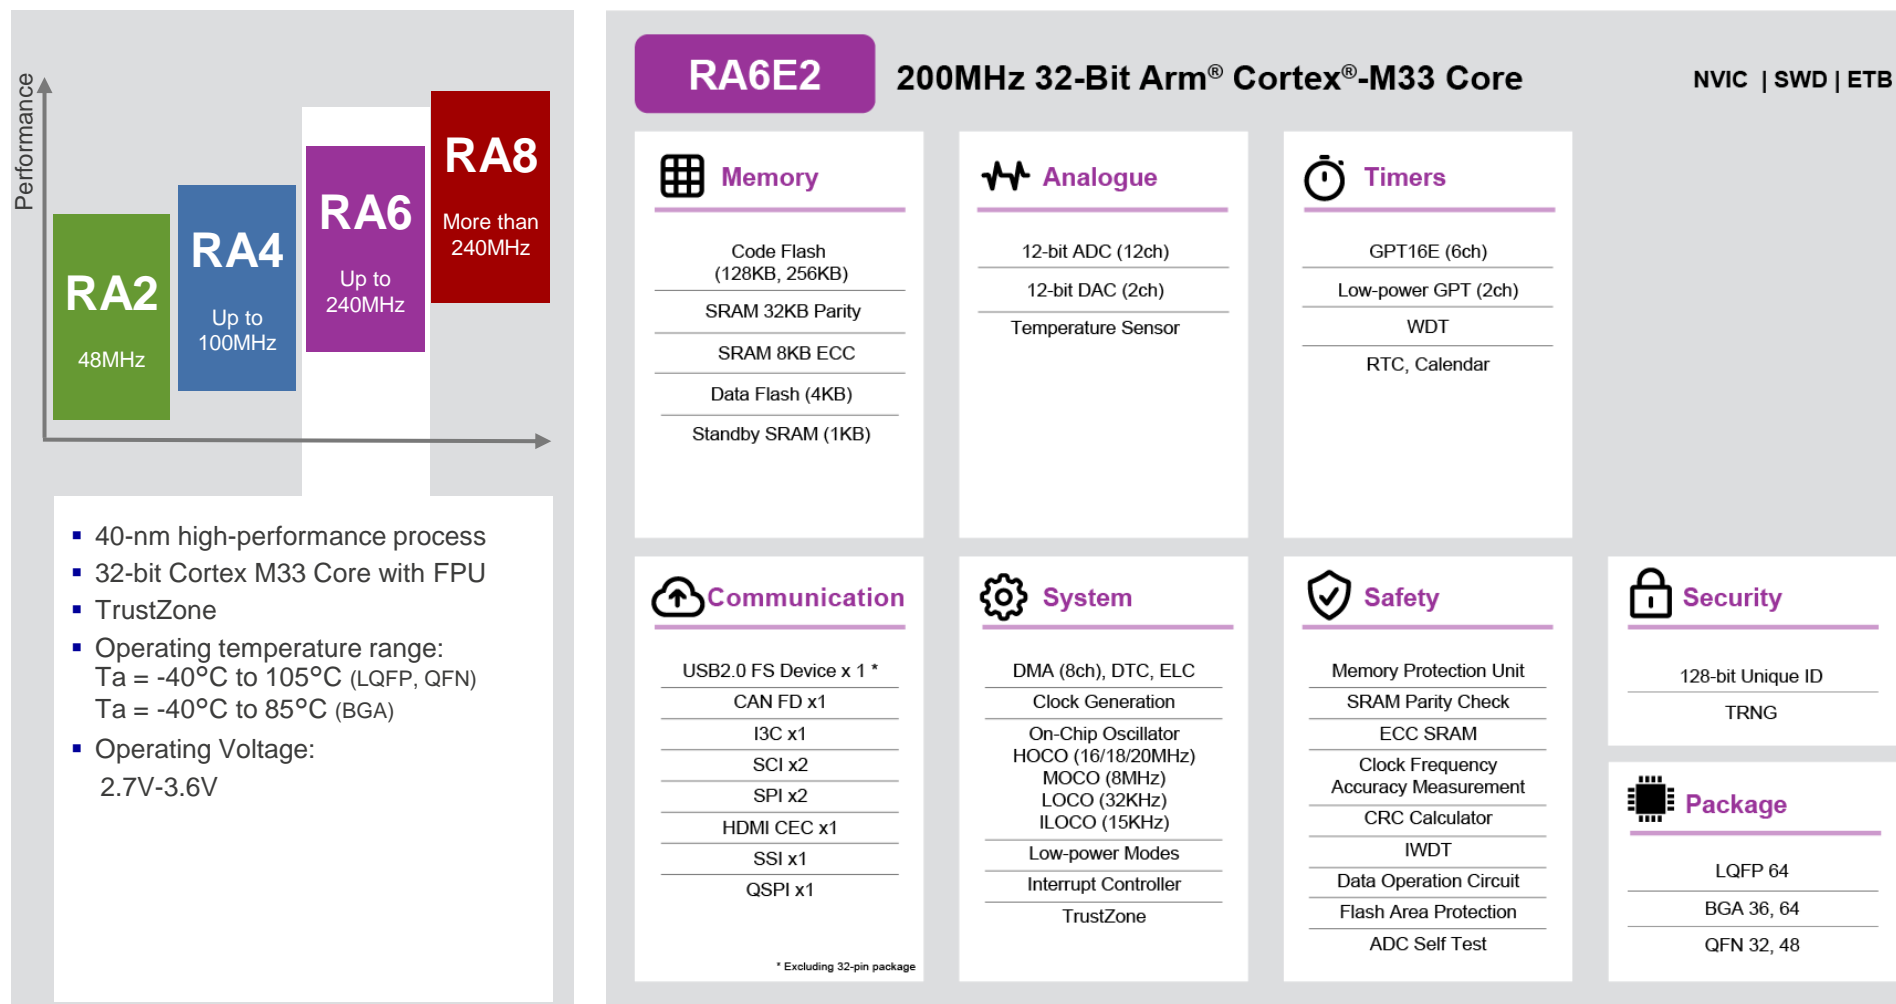 Performance
RA2
48MHz
RA4
Up to
100MHz
RA6
Up to
240MHz
RA8
More than
240MHz
▪ 40-nm high-performance process
▪ 32-bit Cortex M33 Core with FPU
▪ TrustZone
▪ Operating temperature range:
Ta = -40°C to 105°C (LQFP, QFN)
Ta = -40°C to 85°C (BGA)
▪ Operating Voltage:
2.7V-3.6V
RA6E2
200MHz 32-Bit Arm® Cortex®-M33 Core
NVIC | SWD | ETB
Memory
Code Flash
(128KB, 256KB)
SRAM 32KB Parity
SRAM 8KB ECC
Data Flash (4KB)
Standby SRAM (1KB)
Analogue
12-bit ADC (12ch)
12-bit DAC (2ch)
Temperature Sensor
Timers
GPT16E (6ch)
Low-power GPT (2ch)
WDT
RTC, Calendar
Communication
USB2.0 FS Device x 1 *
CAN FD x1
I3C x1
SCI x2
SPI x2
HDMI CEC x1
SSI x1
QSPI x1
* Excluding 32-pin package
System
DMA (8ch), DTC, ELC
Clock Generation
On-Chip Oscillator
HOCO (16/18/20MHz)
MOCO (8MHz)
LOCO (32KHz)
ILOCO (15KHz)
Low-power Modes
Interrupt Controller
TrustZone
Safety
Memory Protection Unit
SRAM Parity Check
ECC SRAM
Clock Frequency
Accuracy Measurement
CRC Calculator
IWDT
Data Operation Circuit
Flash Area Protection
ADC Self Test
Security
128-bit Unique ID
TRNG
Package
LQFP 64
BGA 36, 64
QFN 32, 48